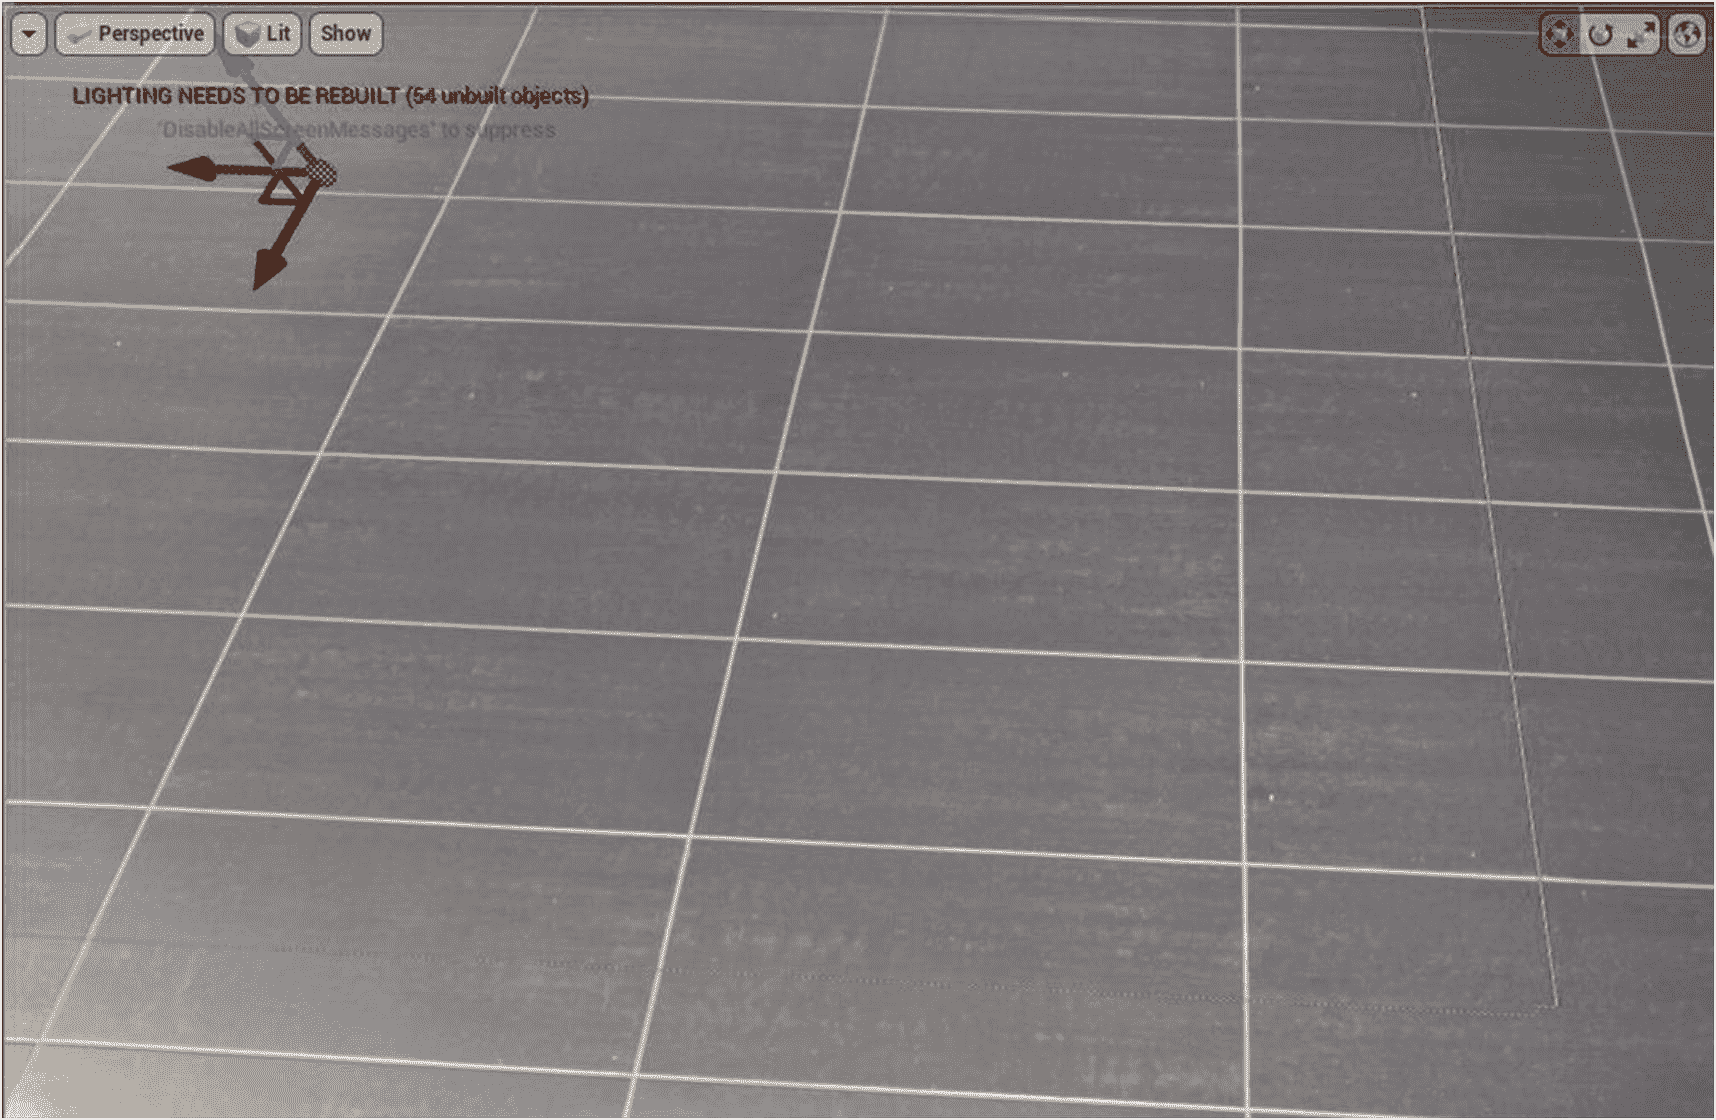 Perspective Lit Show
LIGHTING NEEDS TO BE REBUILT (54 unbuilt objects)
'DisableAllScreenMessages' to suppress